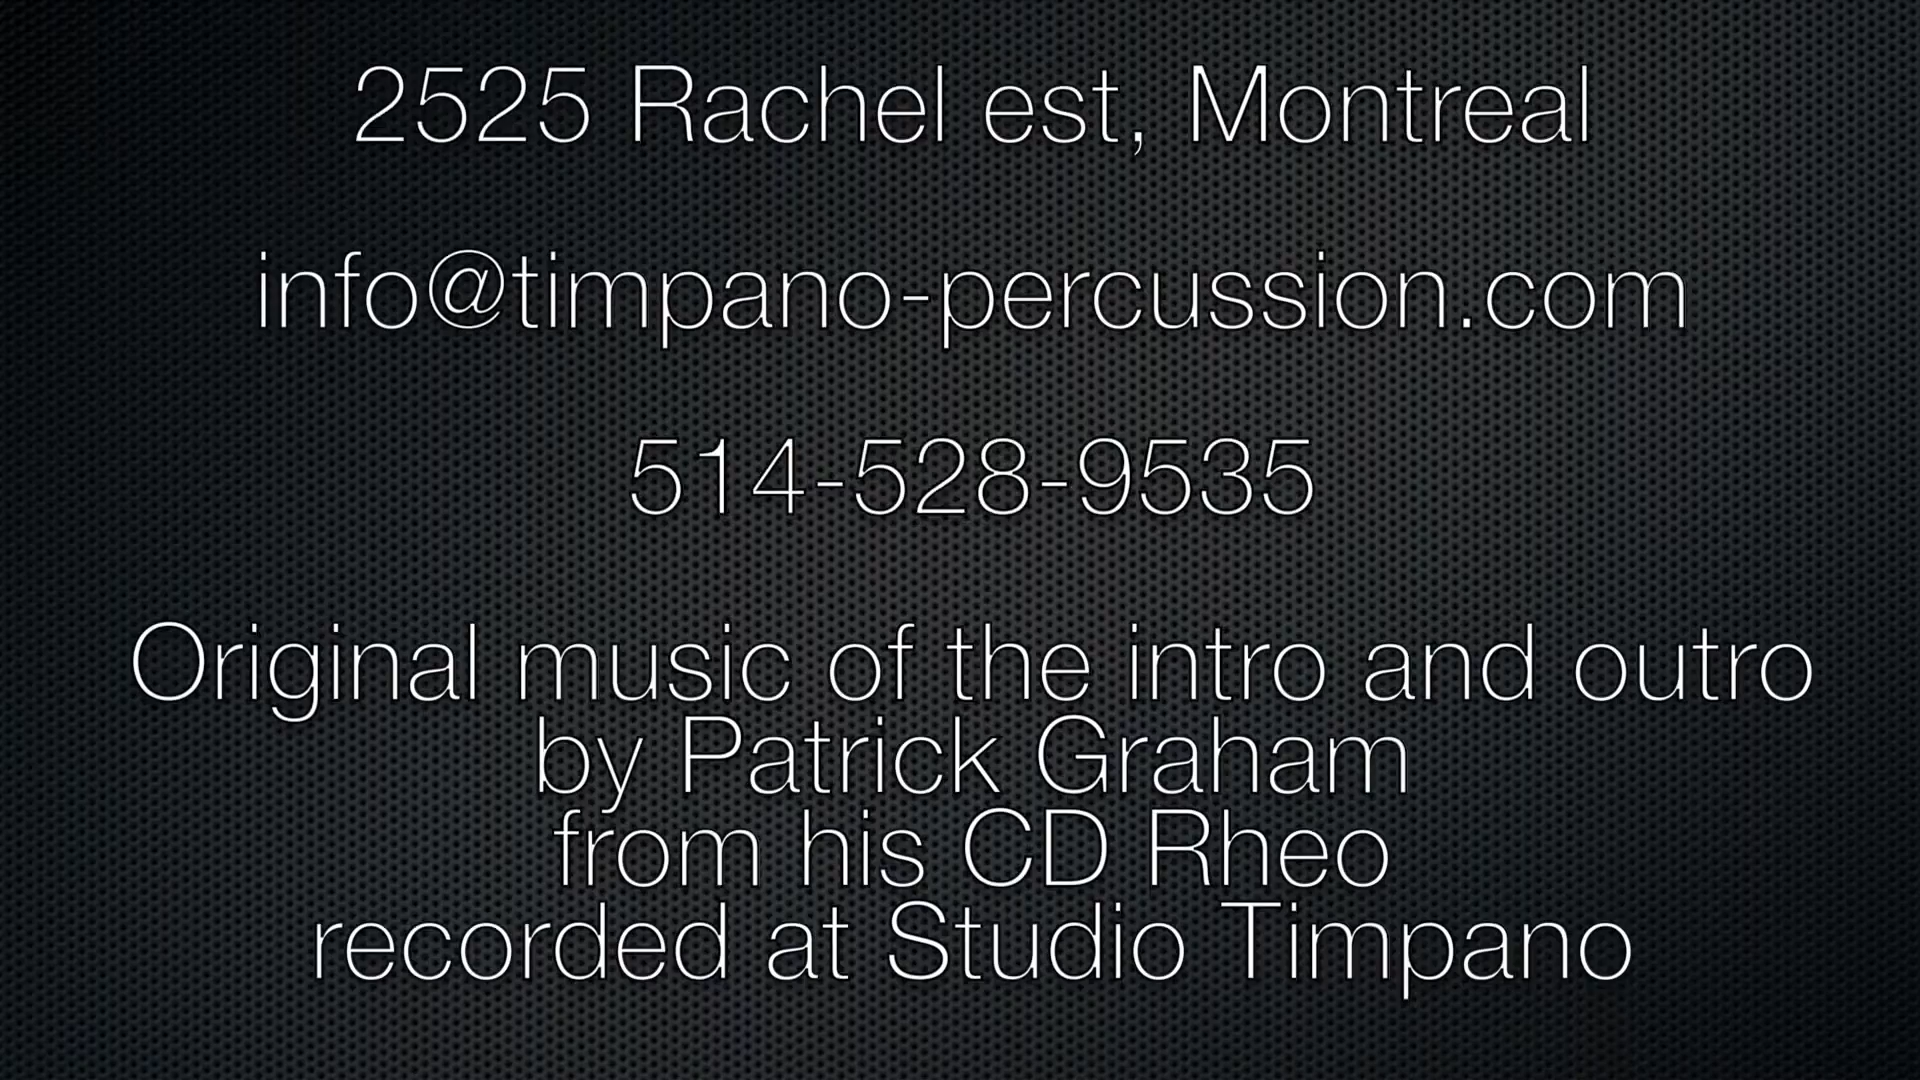 2525 Rachel est, Montreal
info@timpano-percussion.com
514-528-9535
Original music of the intro and outro
by Patrick Graham
from his CD Rheo
recorded at Studio Timpano